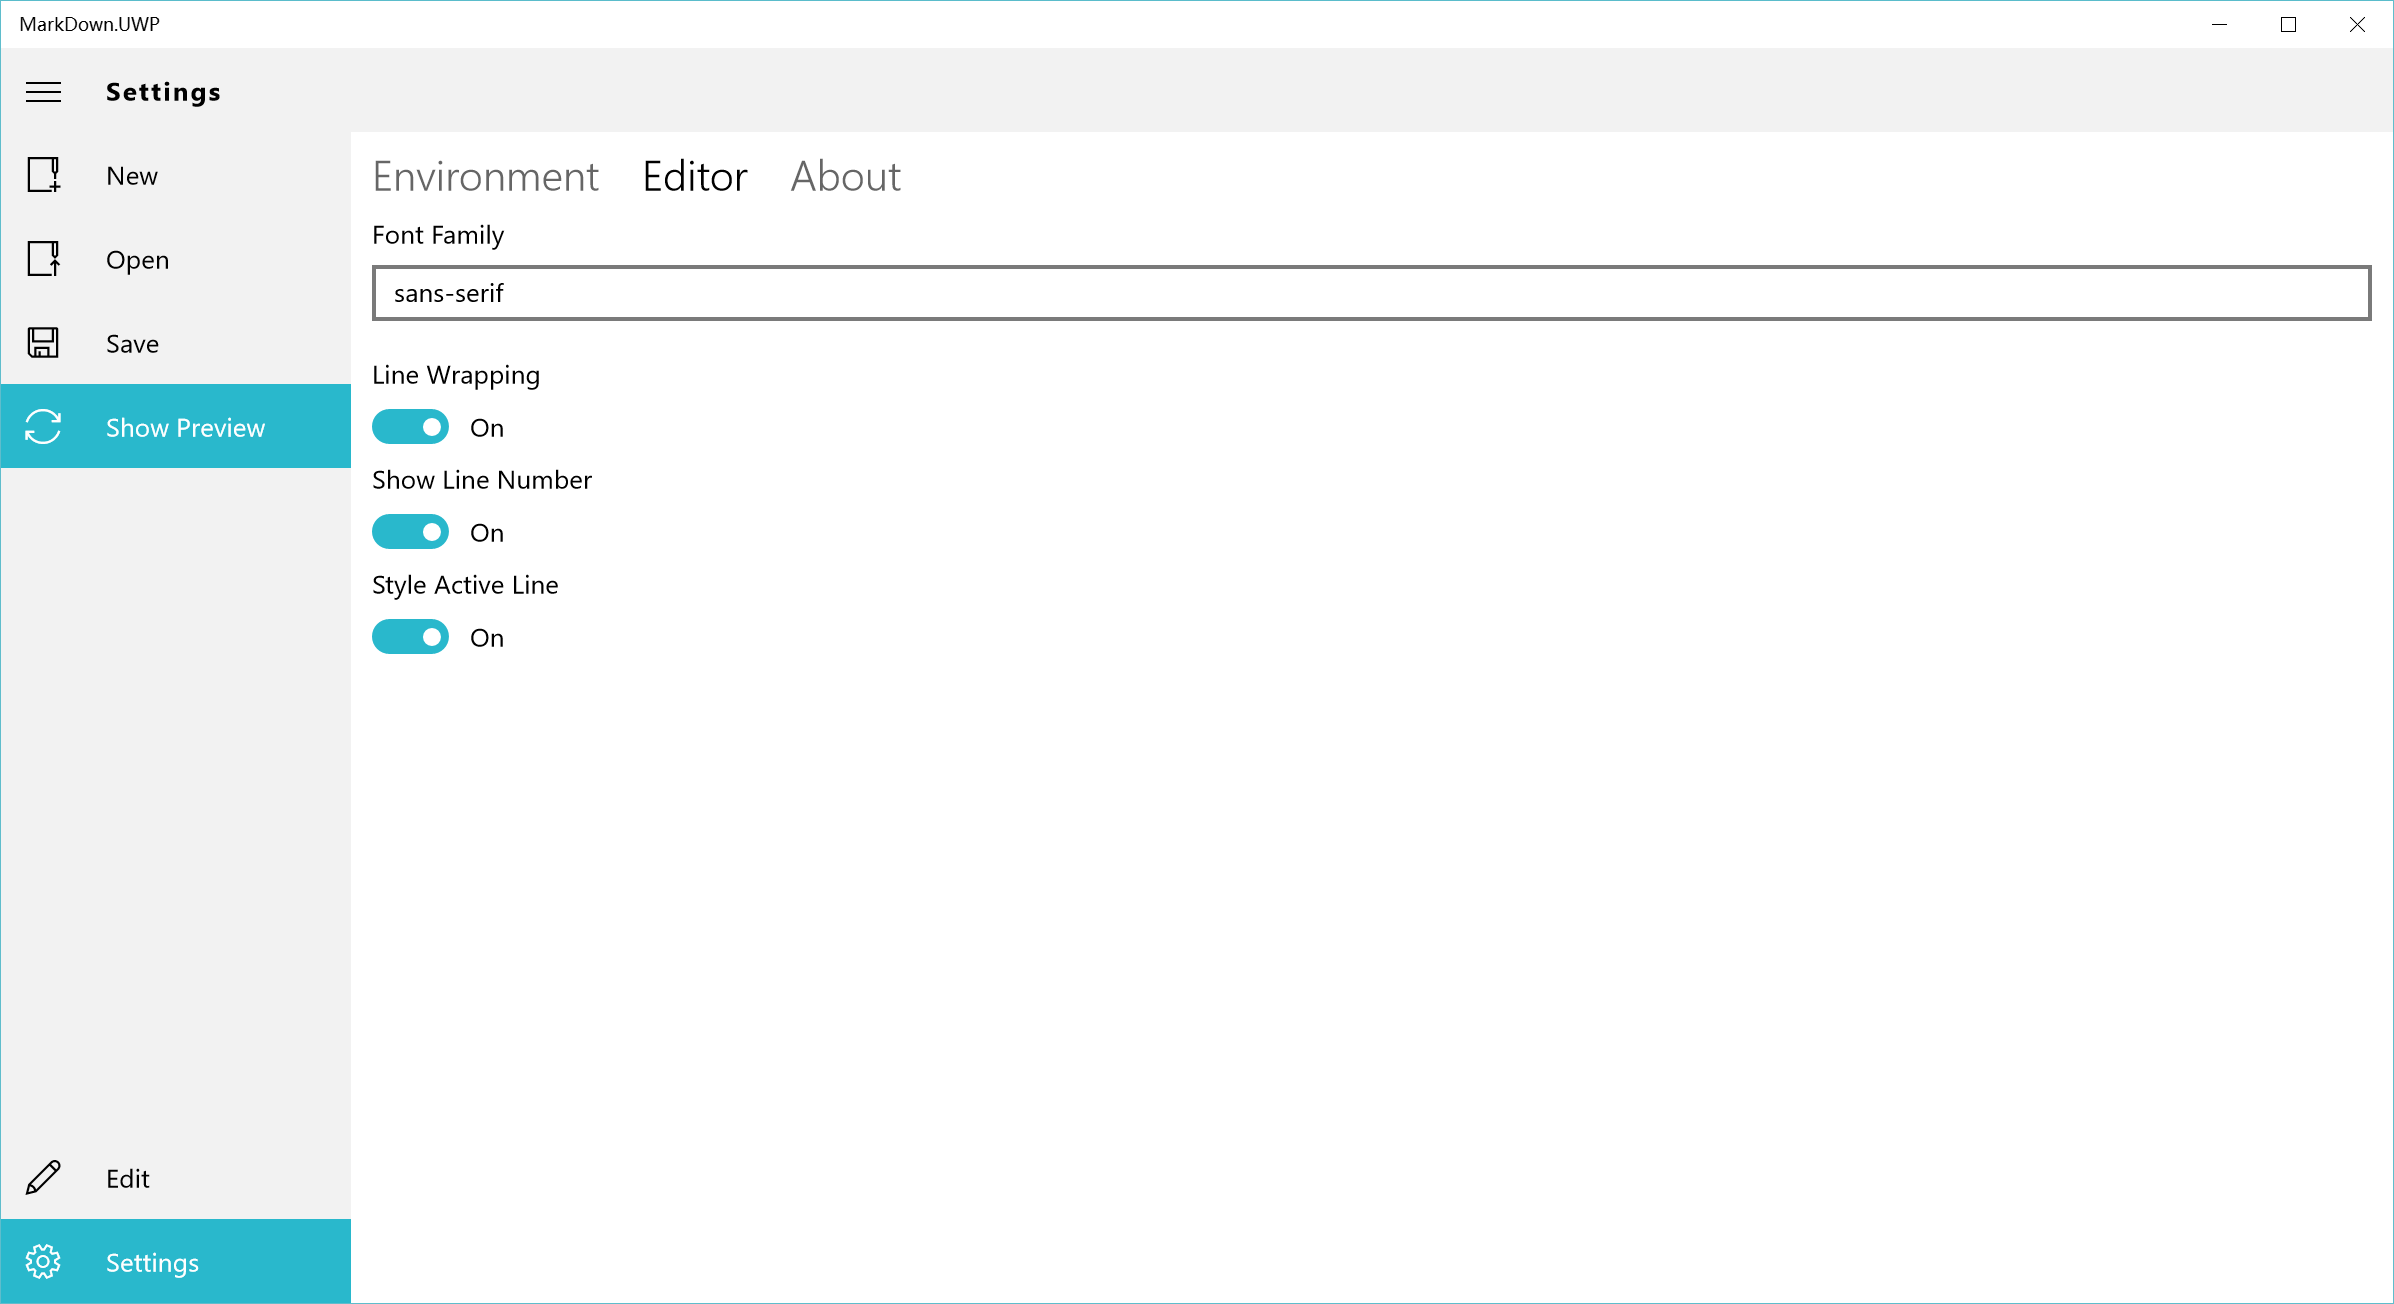 MarkDown.UWP
Settings
New
Open
Save
Show Preview
Edit
Settings
Environment Editor About
Font Family
sans-serif
Line Wrapping
On
Show Line Number
On
Style Active Line
On